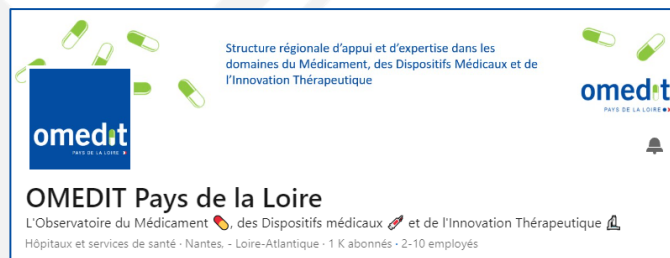 Structure régionale d'appui et d'expertise dans les
domaines du Médicament, des Dispositifs Médicaux et de
l'Innovation Thérapeutique
omedit
PAYS DE LA LOIRE
omedit
PAYS DE LA LOIRE
OMEDIT Pays de la Loire
L'Observatoire du Médicament 💊, des Dispositifs médicaux 💉 et de l'Innovation Thérapeutique 🔬
Hôpitaux et services de santé · Nantes, - Loire-Atlantique · 1 K abonnés · 2-10 employés